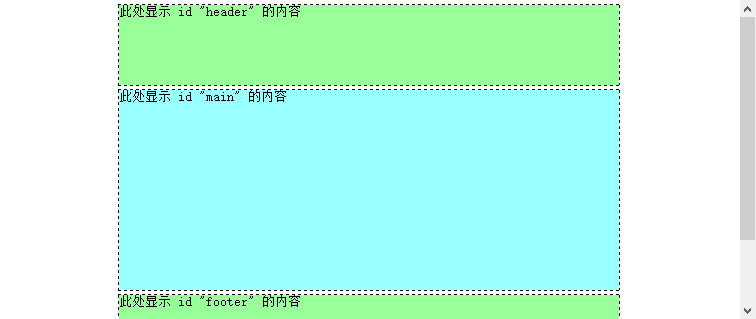 此处显示 id "header" 的内容
此处显示 id "main" 的内容
此处显示 id "footer" 的内容